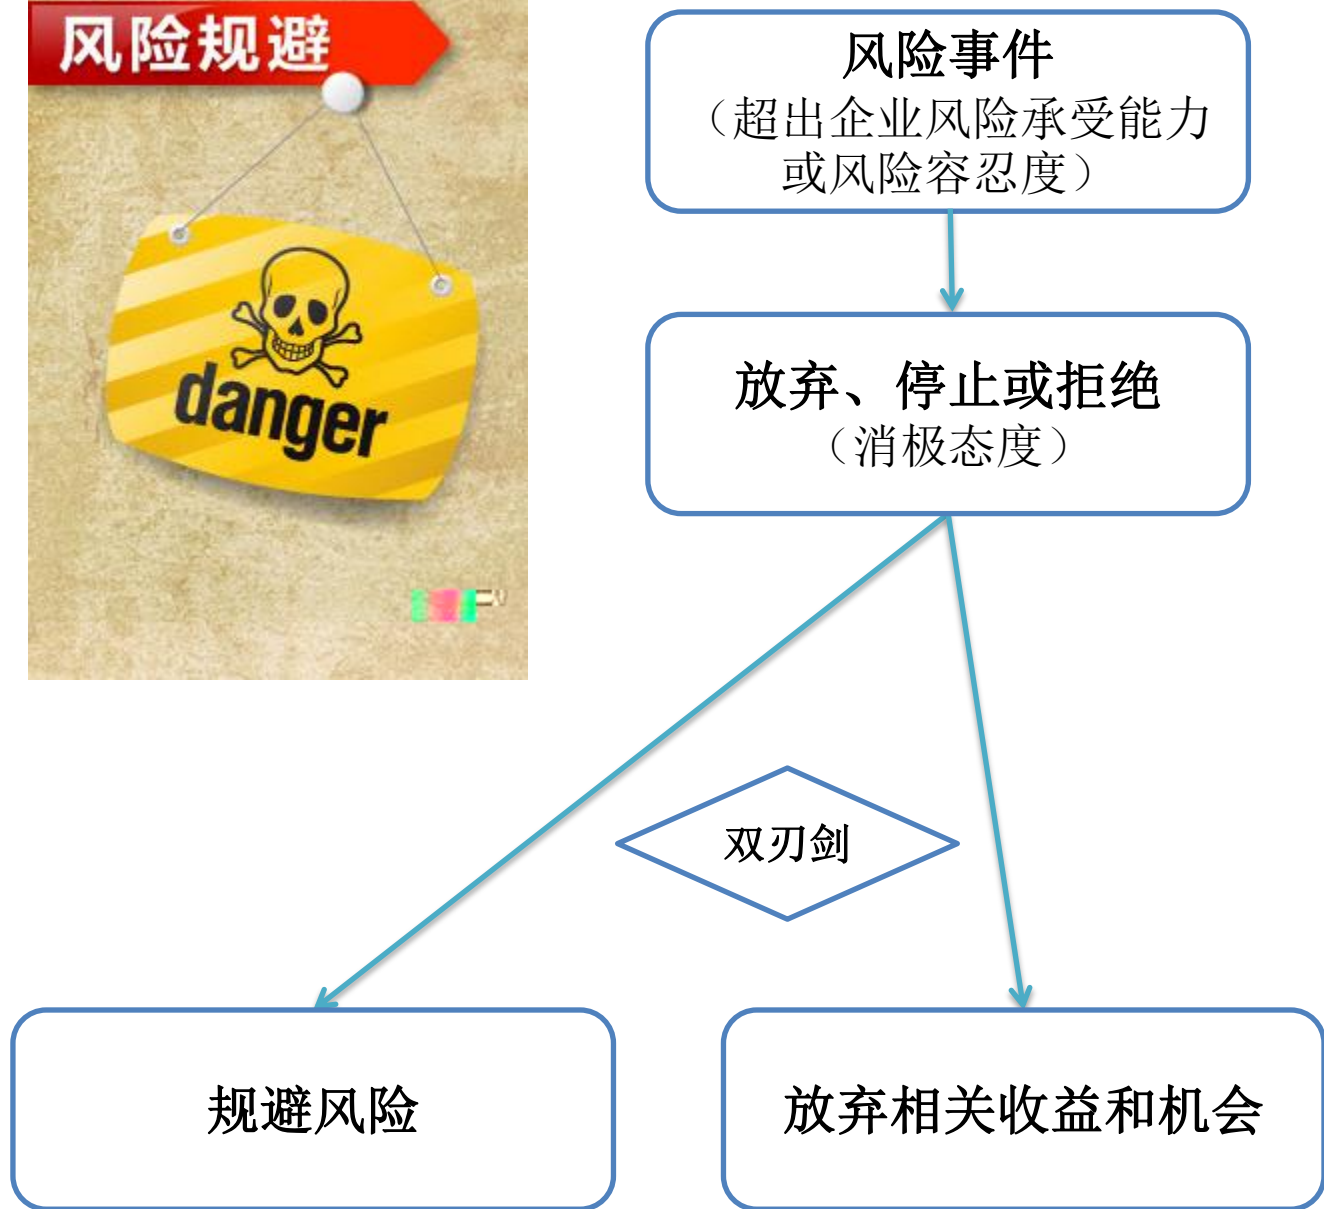 风险规避
danger
风险事件
（超出企业风险承受能力
或风险容忍度）
放弃、停止或拒绝
（消极态度）
双刃剑
规避风险
放弃相关收益和机会